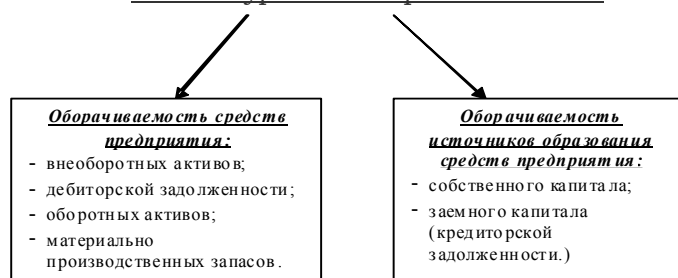 Оборачиваемость средств
предприятия:
- внеоборотных активов;
- дебиторской задолженности;
- оборотных активов;
- материально
производственных запасов.
Оборачиваемость
источников образования
средств предприятия:
- собственного капитала;
- заемного капитала
(кредиторской
задолженности.)